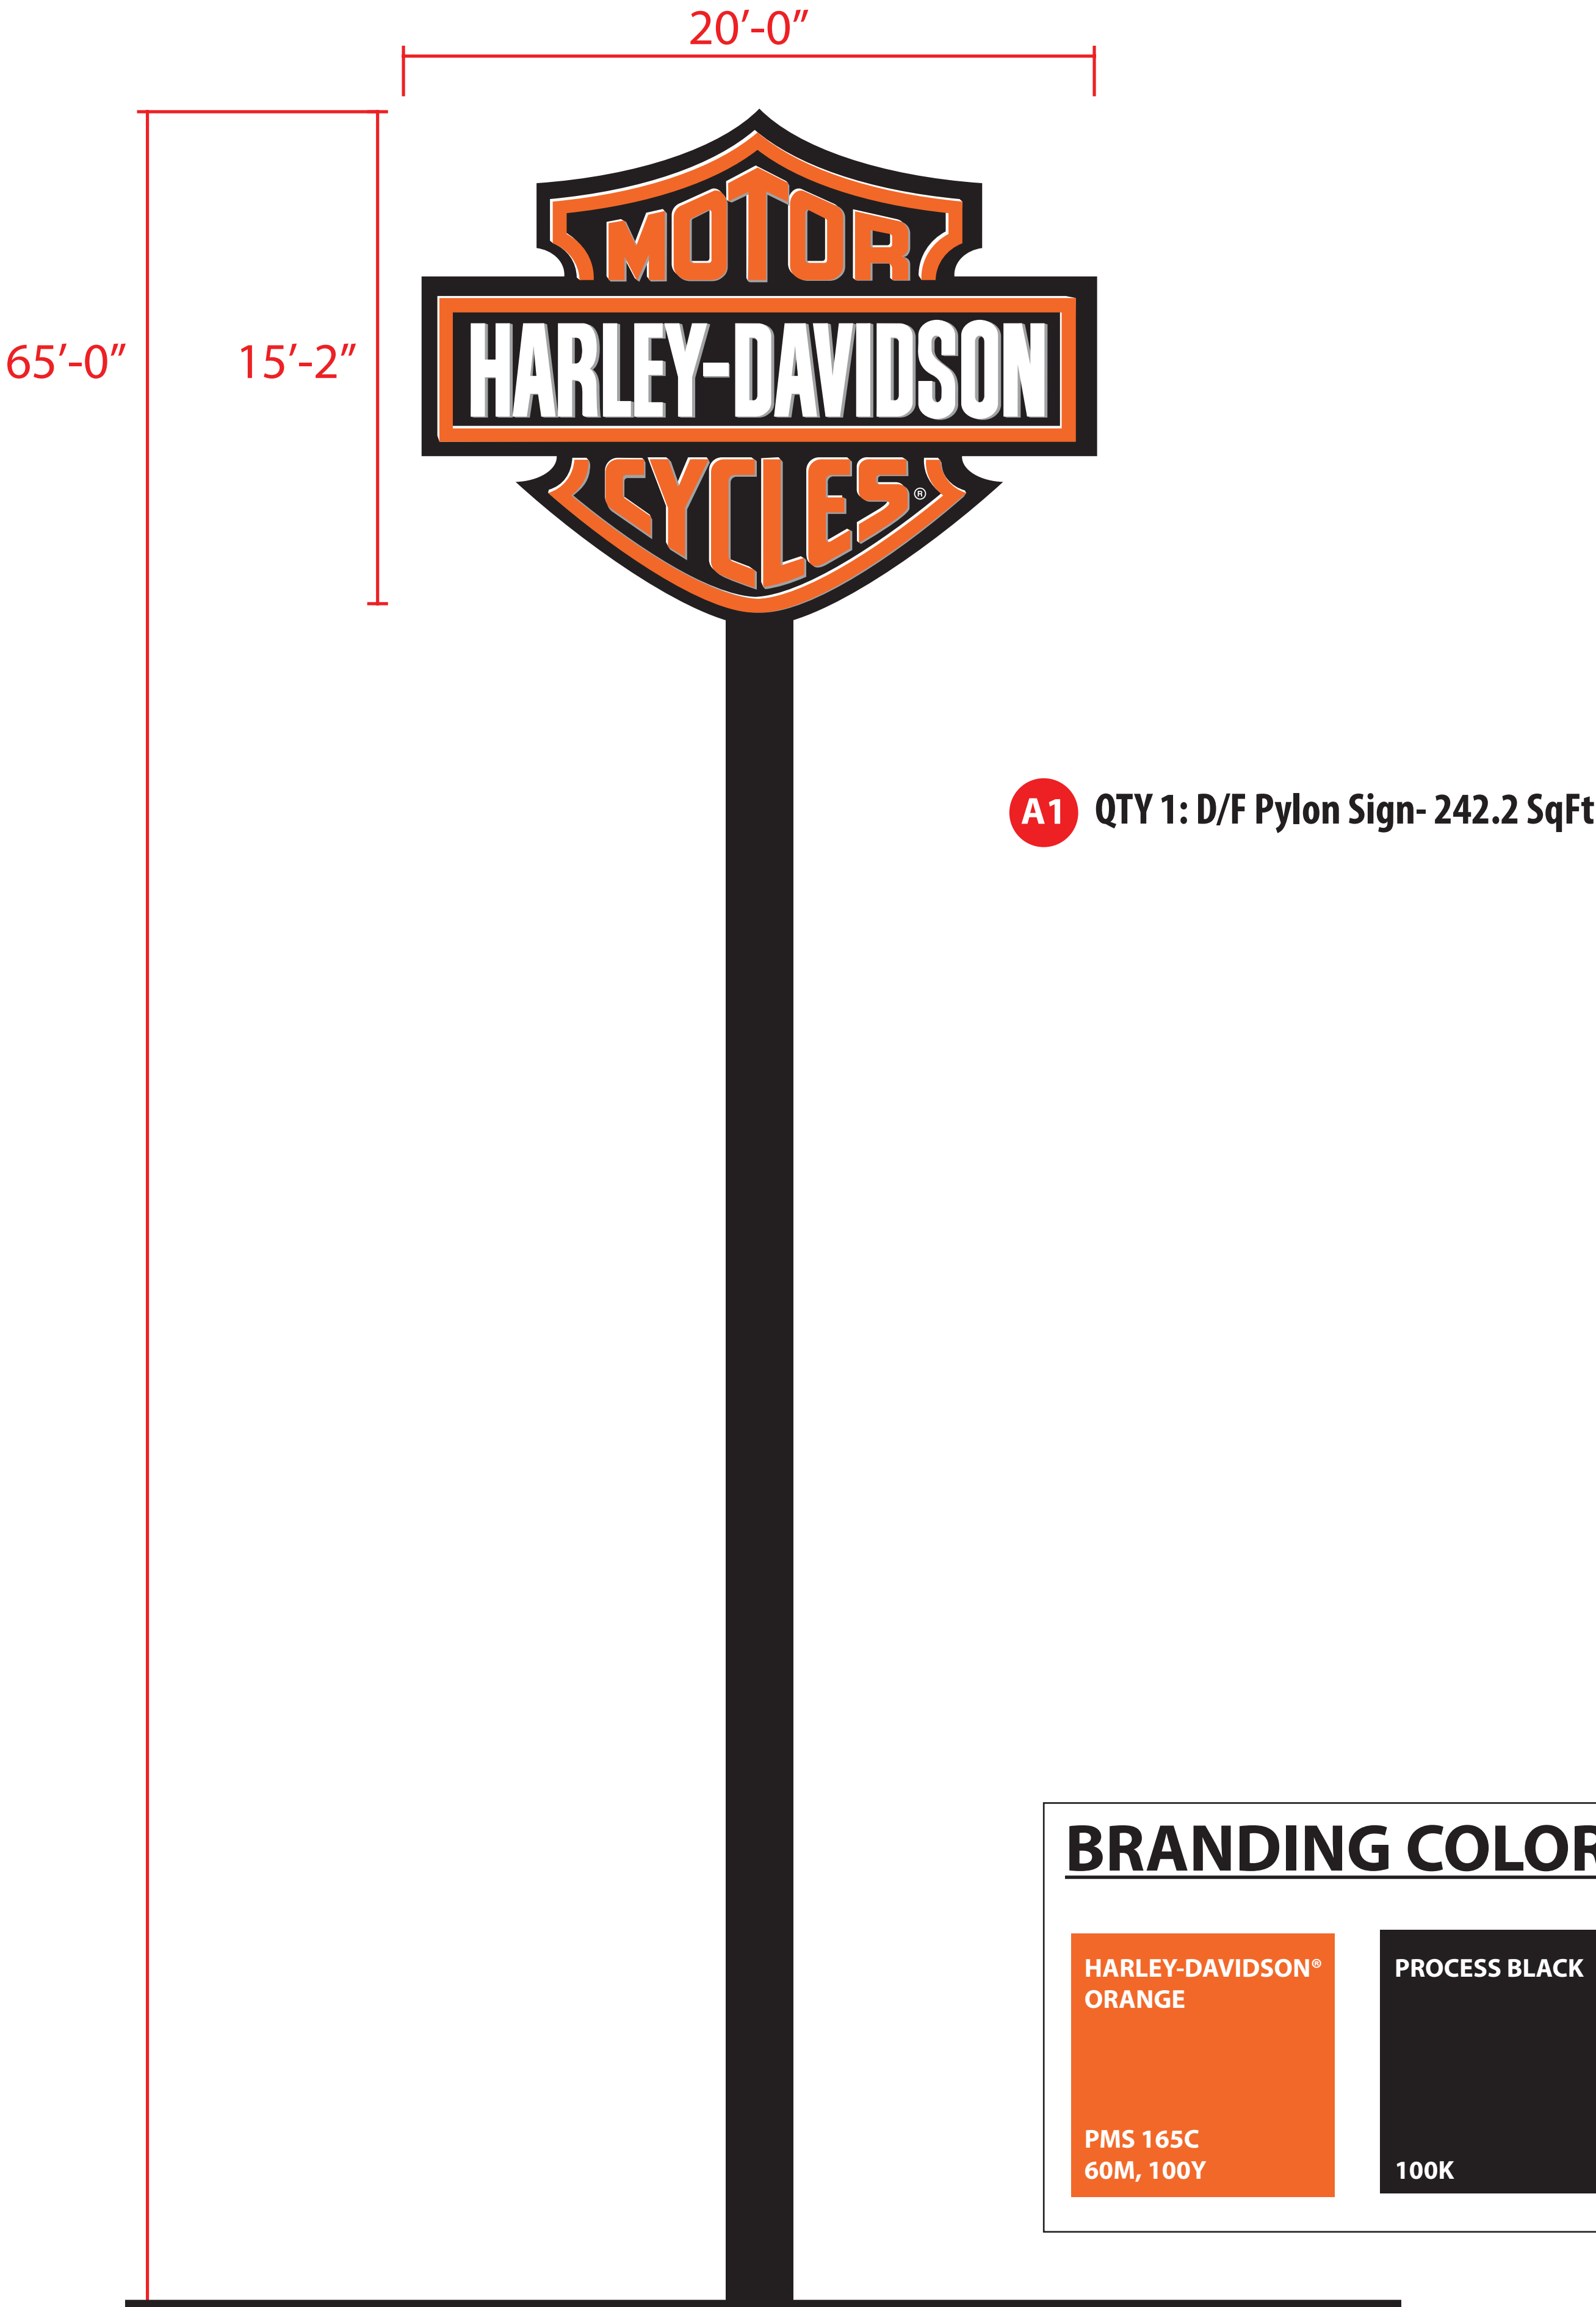 20’-0”
65’-0”
15’-2”
MOTOR
HARLEY-DAVIDSON
CYCLES®
A1 QTY 1: D/F Pylon Sign- 242.2 SqFt
BRANDING COLOR
HARLEY-DAVIDSON®
ORANGE
PMS 165C
60M, 100Y
PROCESS BLACK
100K